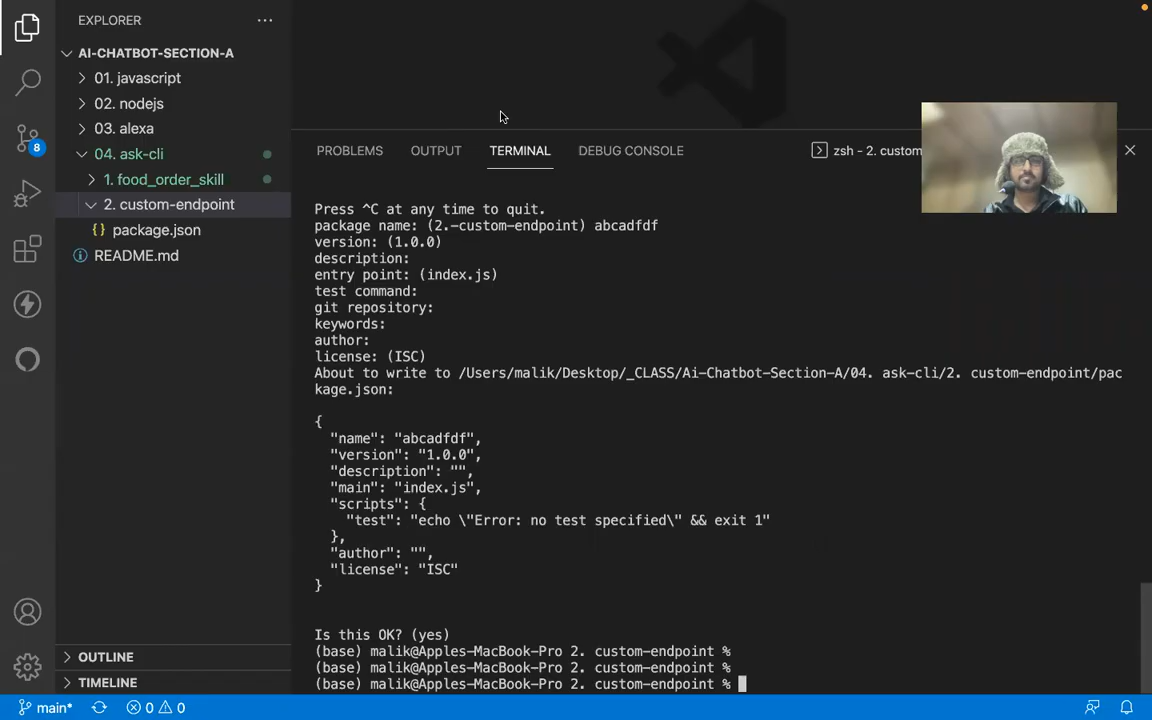 EXPLORER
AI-CHATBOT-SECTION-A
01. javascript
02. nodejs
03. alexa
04. ask-cli
1. food_order_skill
2. custom-endpoint
package.json
README.md
OUTLINE
TIMELINE
8
PROBLEMS OUTPUT TERMINAL DEBUG CONSOLE zsh - 2. custom
Press ^C at any time to quit.
package name: (2.-custom-endpoint) abcadfdf
version: (1.0.0)
description:
entry point: (index.js)
test command:
git repository:
keywords:
author:
license: (ISC)
About to write to /Users/malik/Desktop/_CLASS/Ai-Chatbot-Section-A/04. ask-cli/2. custom-endpoint/pac
kage.json:
{
"name": "abcadfdf",
"version": "1.0.0",
"description": "",
"main": "index.js",
"scripts": {
"test": "echo \"Error: no test specified\" && exit 1"
},
"author": "",
"license": "ISC"
}
Is this OK? (yes)
(base) malik@Apples-MacBook-Pro 2. custom-endpoint %
(base) malik@Apples-MacBook-Pro 2. custom-endpoint %
(base) malik@Apples-MacBook-Pro 2. custom-endpoint %
main* 0 0